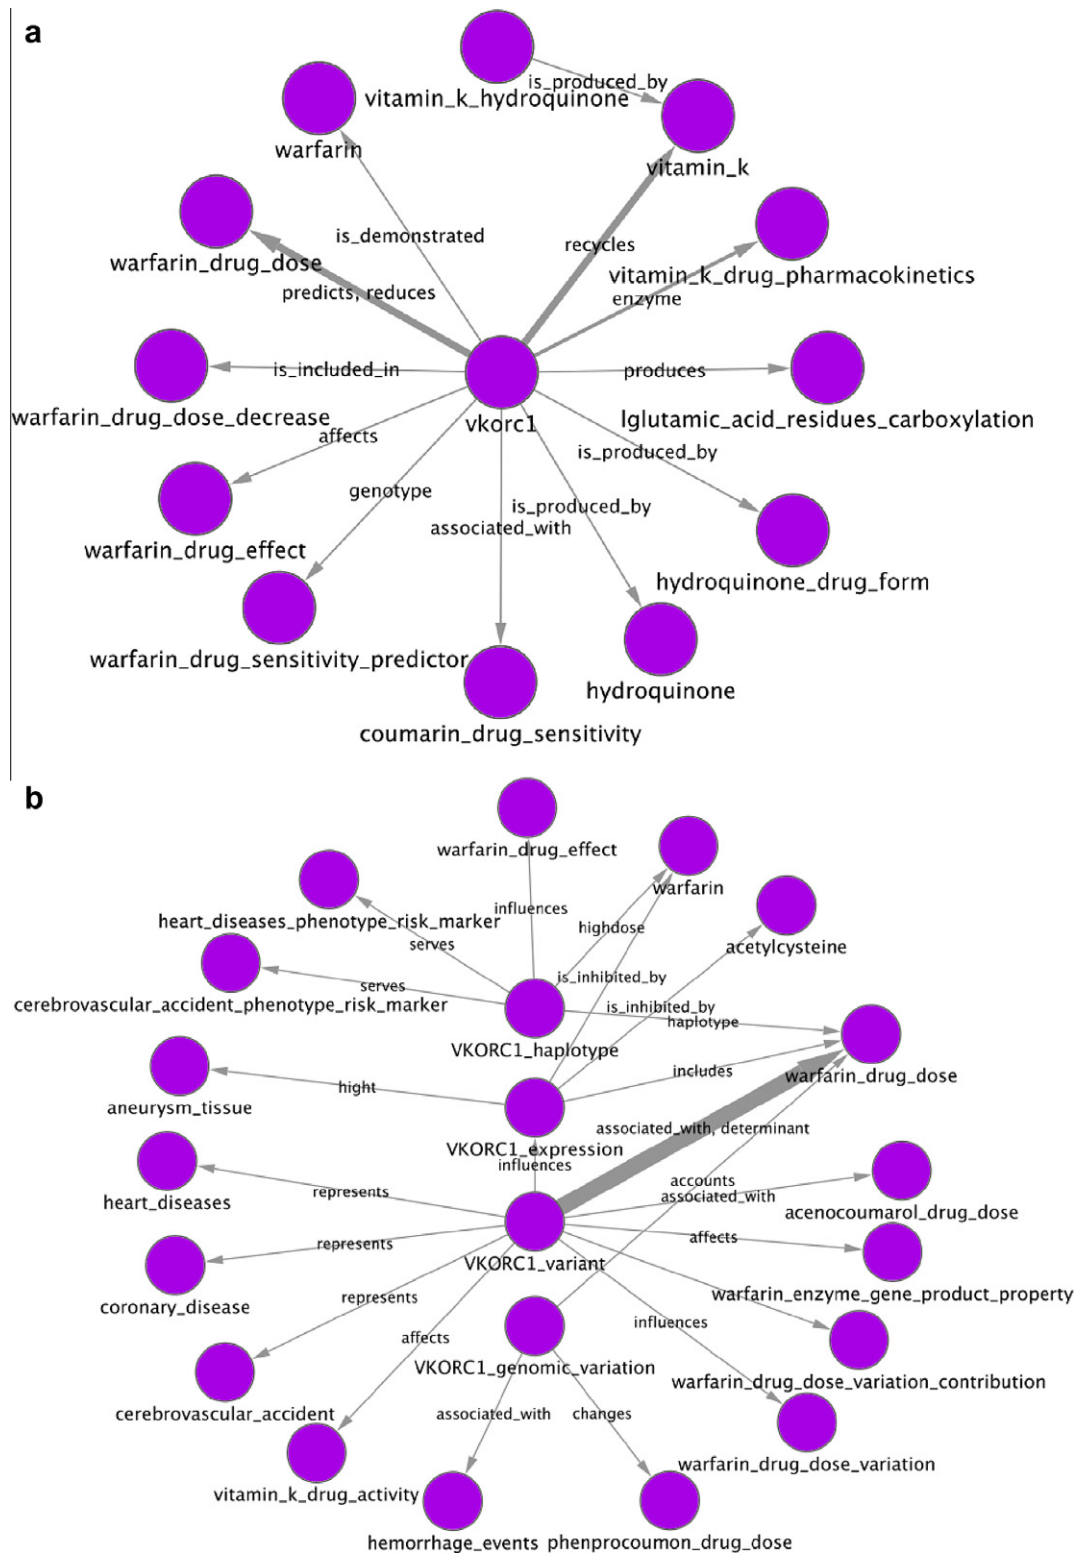 a
is_produced_by
vitamin_k_hydroquinone
warfarin
vitamin_k
is_demonstrated
recycles
warfarin_drug_dose
vitamin_k_drug_pharmacokinetics
predicts, reduces
enzyme
is_included_in
produces
warfarin_drug_dose_decrease
vkorc1
lglutamic_acid_residues_carboxylation
affects
is_produced_by
genotype
is_produced_by
associated_with
warfarin_drug_effect
hydroquinone_drug_form
warfarin_drug_sensitivity_predictor
hydroquinone
coumarin_drug_sensitivity
b
warfarin_drug_effect
warfarin
heart_diseases_phenotype_risk_marker
influences
highdose
serves
acetylcysteine
is_inhibited_by
serves
cerebrovascular_accident_phenotype_risk_marker
is_inhibited_by
haplotype
VKORC1_haplotype
includes
warfarin_drug_dose
hight
aneurysm_tissue
associated_with, determinant
VKORC1_expression
influences
represents
heart_diseases
accounts
associated_with
acenocoumarol_drug_dose
affects
represents
VKORC1_variant
warfarin_enzyme_gene_product_property
represents
coronary_disease
influences
affects
VKORC1_genomic_variation
warfarin_drug_dose_variation_contribution
cerebrovascular_accident
associated_with
changes
warfarin_drug_dose_variation
vitamin_k_drug_activity
hemorrhage_events
phenprocoumon_drug_dose